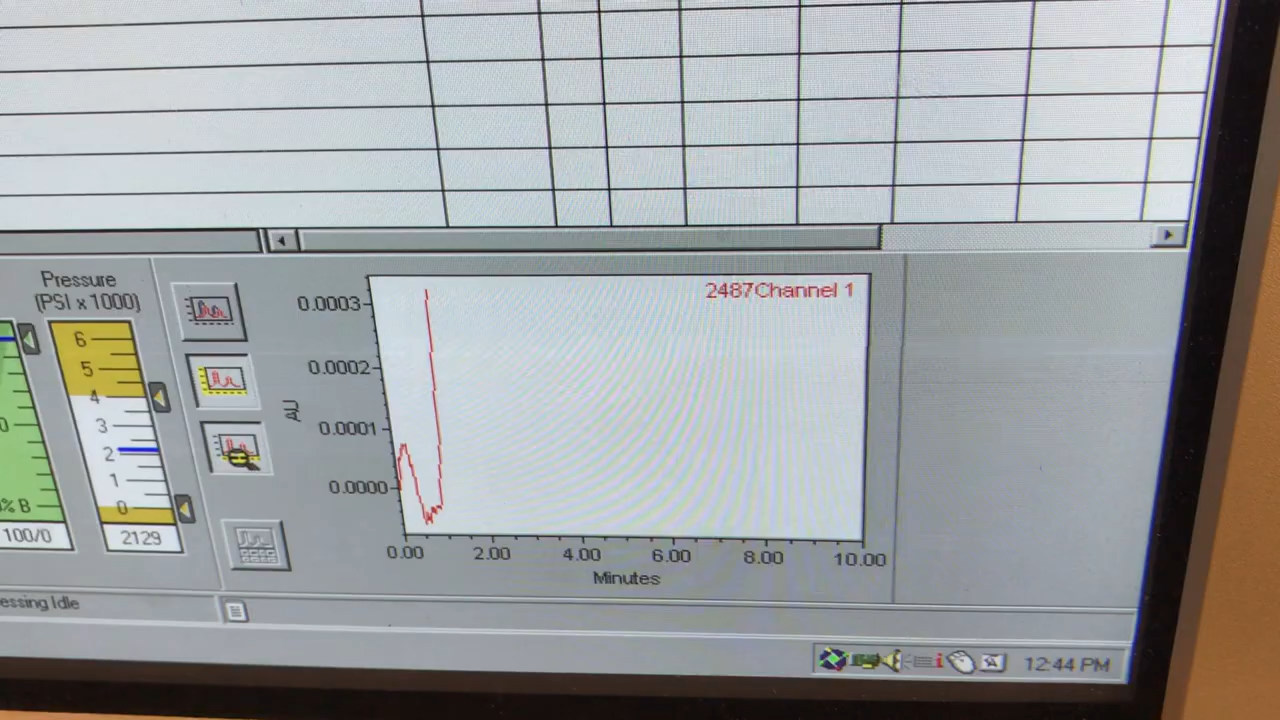 Pressure
(PSI x 1000)
6
5
4
3
2
1
0
2129
0
% B
100/0
2487Channel 1
0.0003
0.0002
0.0001
0.0000
AU
0.00 2.00 4.00 6.00 8.00 10.00
Minutes
essing Idle
12:44 PM